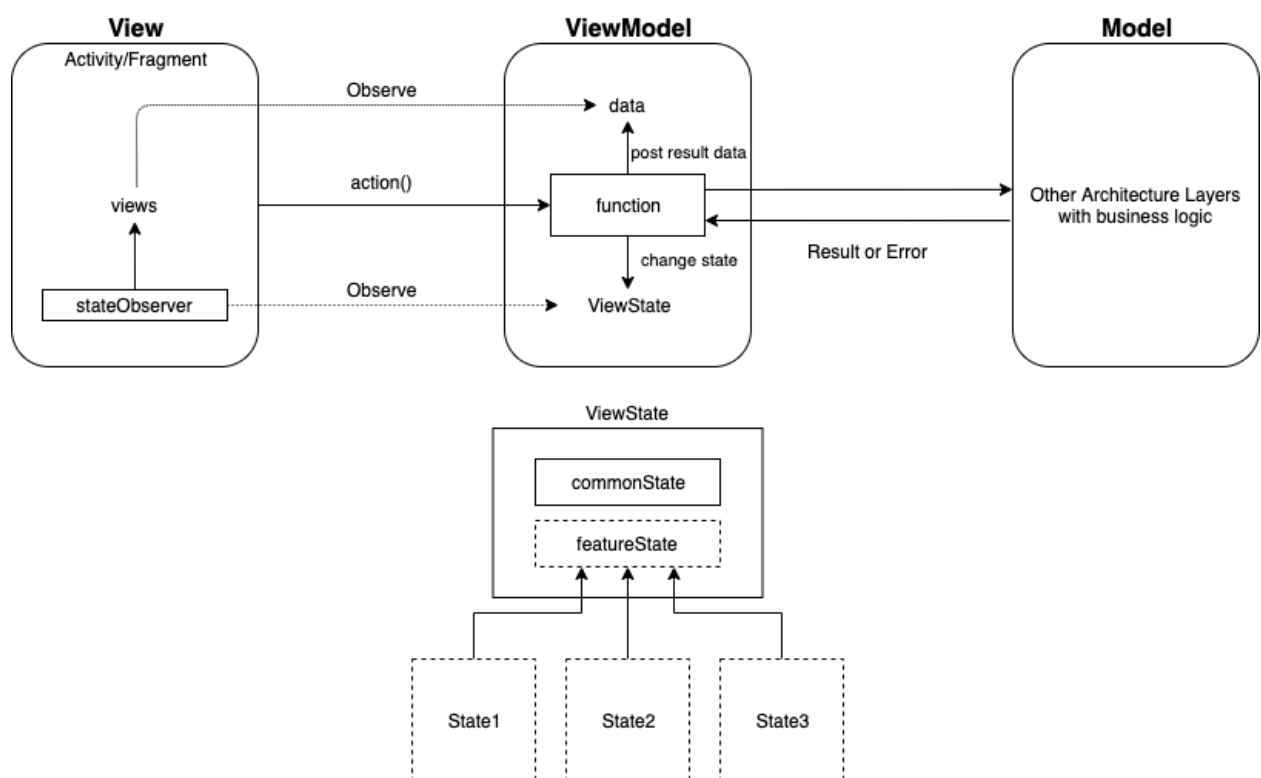 View
ViewModel
Model
Activity/Fragment
Observe
data
post result data
action()
views
function
Other Architecture Layers
with business logic
change state
Result or Error
stateObserver
Observe
ViewState
ViewState
commonState
featureState
State1
State2
State3